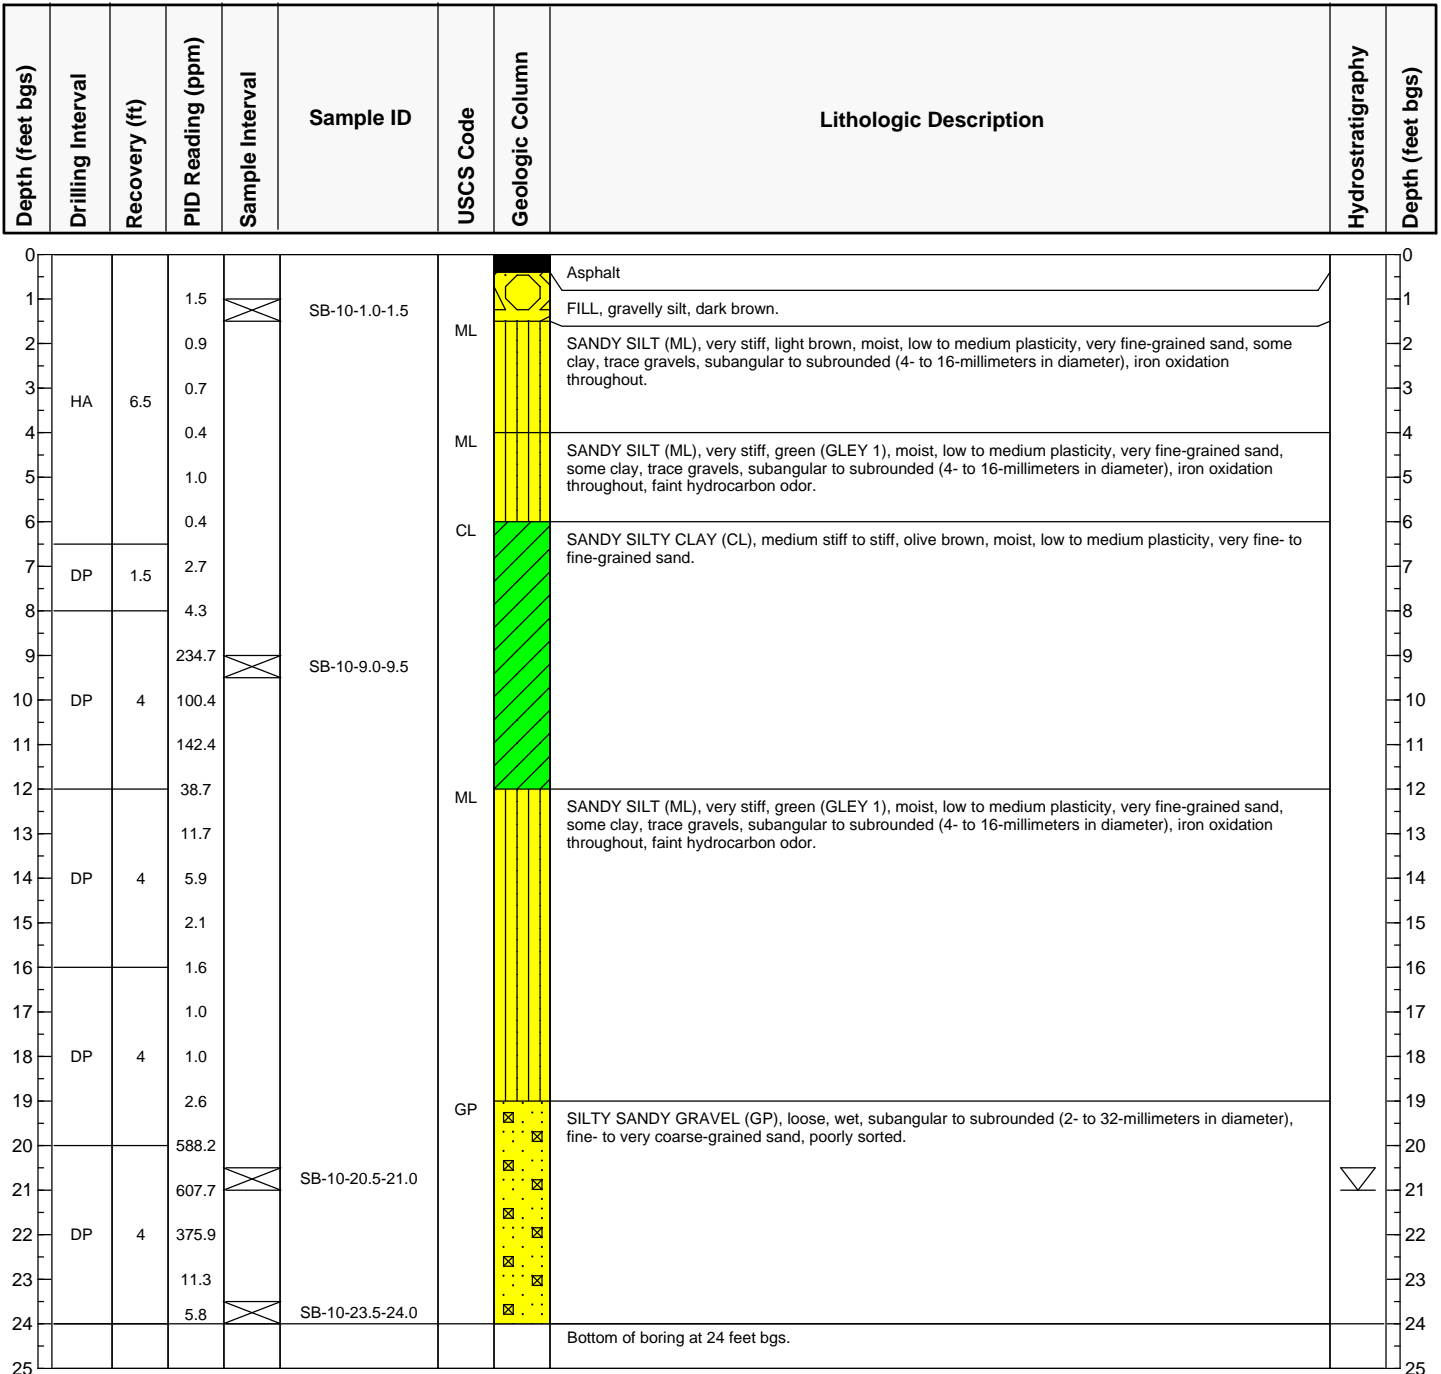 Depth (feet bgs)
Drilling Interval
Recovery (ft)
PID Reading (ppm)
Sample Interval
Sample ID
USCS Code
Geologic Column
Lithologic Description
Hydrostratigraphy
Depth (feet bgs)
0 0
Asphalt
1 1.5 SB-10-1.0-1.5 FILL, gravelly silt, dark brown. 1
ML
2 0.9 SANDY SILT (ML), very stiff, light brown, moist, low to medium plasticity, very fine-grained sand, some 2
clay, trace gravels, subangular to subrounded (4- to 16-millimeters in diameter), iron oxidation
throughout.
3 0.7 3
HA 6.5
4 0.4 4
ML
SANDY SILT (ML), very stiff, green (GLEY 1), moist, low to medium plasticity, very fine-grained sand,
some clay, trace gravels, subangular to subrounded (4- to 16-millimeters in diameter), iron oxidation
5 1.0 5
throughout, faint hydrocarbon odor.
6 0.4 6
CL
SANDY SILTY CLAY (CL), medium stiff to stiff, olive brown, moist, low to medium plasticity, very fine- to
fine-grained sand.
7 2.7 7
DP 1.5
8 4.3 8
9 234.7 9
SB-10-9.0-9.5
10 DP 4 100.4 10
11 142.4 11
12 38.7 12
ML
SANDY SILT (ML), very stiff, green (GLEY 1), moist, low to medium plasticity, very fine-grained sand,
some clay, trace gravels, subangular to subrounded (4- to 16-millimeters in diameter), iron oxidation
13 11.7 13
throughout, faint hydrocarbon odor.
14 DP 4 5.9 14
15 2.1 15
16 1.6 16
17 1.0 17
18 DP 4 1.0 18
19 2.6 19
GP
SILTY SANDY GRAVEL (GP), loose, wet, subangular to subrounded (2- to 32-millimeters in diameter),
fine- to very coarse-grained sand, poorly sorted.
20 588.2 20
SB-10-20.5-21.0
21 607.7 21
22 DP 4 375.9 22
23 11.3 23
5.8 SB-10-23.5-24.0
24 24
Bottom of boring at 24 feet bgs.
25 25